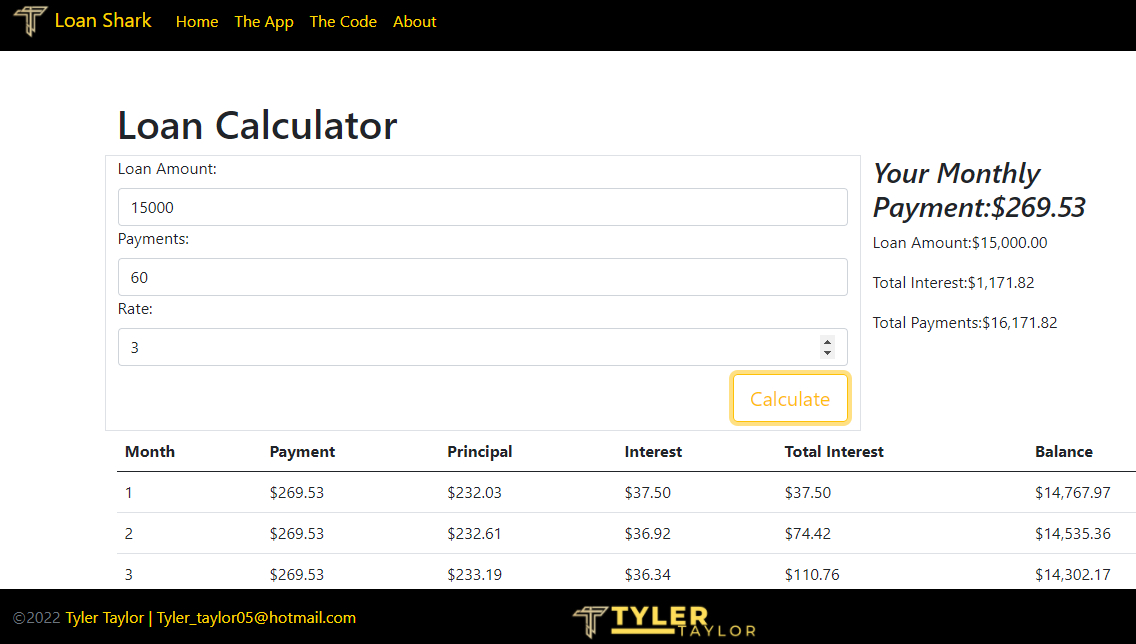 Loan Shark Home The App The Code About
Loan Calculator
Loan Amount:
15000
Payments:
60
Rate:
3
Calculate
Your Monthly
Payment:$269.53
Loan Amount:$15,000.00
Total Interest:$1,171.82
Total Payments:$16,171.82
Month Payment Principal Interest Total Interest Balance
1 $269.53 $232.03 $37.50 $37.50 $14,767.97
2 $269.53 $232.61 $36.92 $74.42 $14,535.36
3 $269.53 $233.19 $36.34 $110.76 $14,302.17
©2022 Tyler Taylor | Tyler_taylor05@hotmail.com
TYLER
TAYLOR